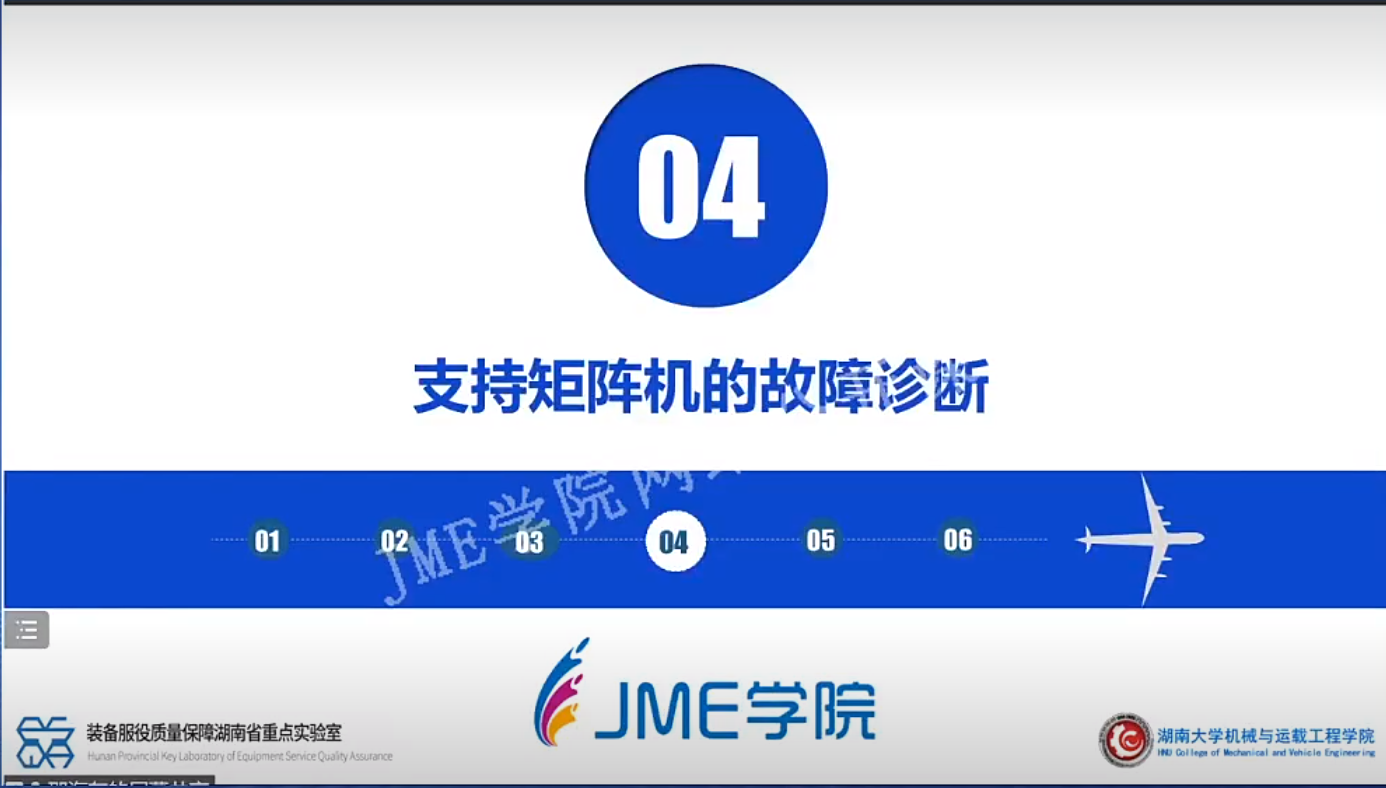 04
支持矩阵机的故障诊断
01 02 03 04 05 06
JME学院
JME学院
装备服役质量保障湖南省重点实验室
Hunan Provincial Key Laboratory of Equipment Service Quality Assurance
湖南大学机械与运载工程学院
HNU College of Mechanical and Vehicle Engineering